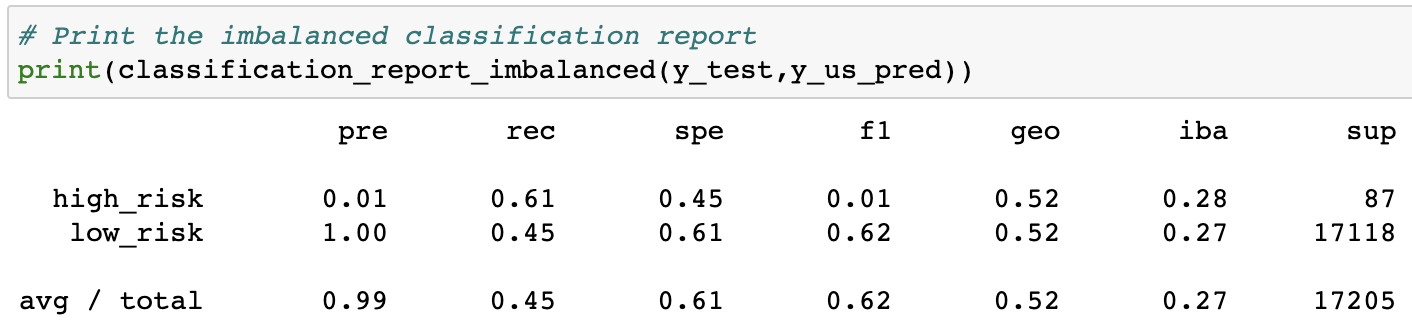 # Print the imbalanced classification report
print(classification_report_imbalanced(y_test,y_us_pred))
pre rec spe f1 geo iba sup
high_risk 0.01 0.61 0.45 0.01 0.52 0.28 87
low_risk 1.00 0.45 0.61 0.62 0.52 0.27 17118
avg / total 0.99 0.45 0.61 0.62 0.52 0.27 17205